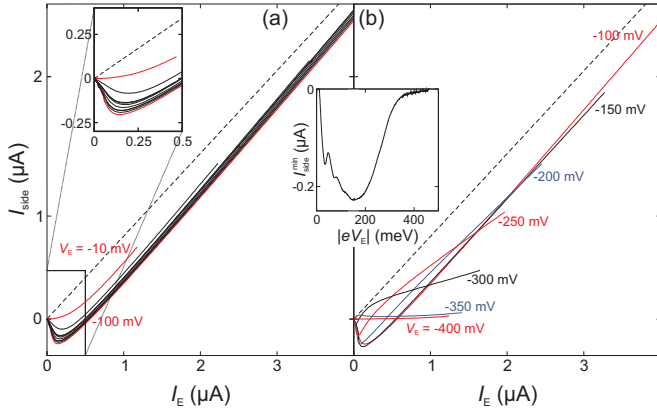 (a)
(b)
0.25
0
-0.25
0
0.25
0.5
2
1
0
I_side (μA)
V_E = -10 mV
-100 mV
0
1
2
3
I_E (μA)
0
-0.2
I_side^min (μA)
0
200
400
|eV_E| (meV)
-100 mV
-150 mV
-200 mV
-250 mV
-300 mV
-350 mV
V_E = -400 mV
0
1
2
3
4
I_E (μA)